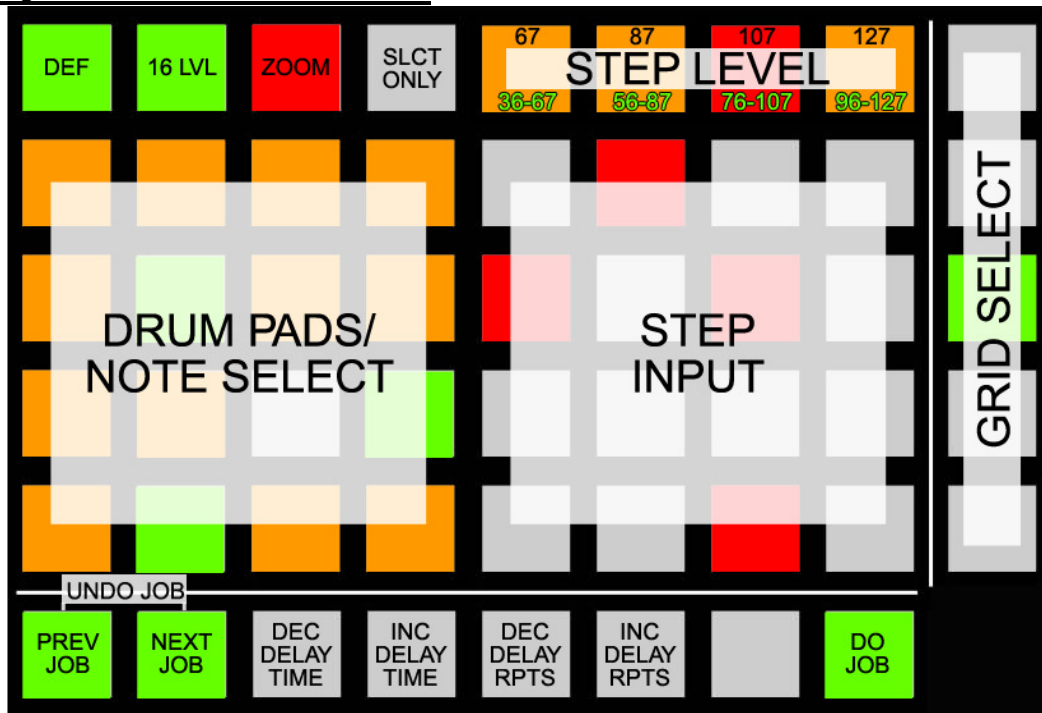 DEF
16 LVL
ZOOM
SLCT
ONLY
67
87
107
127
STEP LEVEL
36-67
56-87
76-107
96-127
DRUM PADS/
NOTE SELECT
STEP
INPUT
GRID SELECT
UNDO JOB
PREV
JOB
NEXT
JOB
DEC
DELAY
TIME
INC
DELAY
TIME
DEC
DELAY
RPTS
INC
DELAY
RPTS
DO
JOB